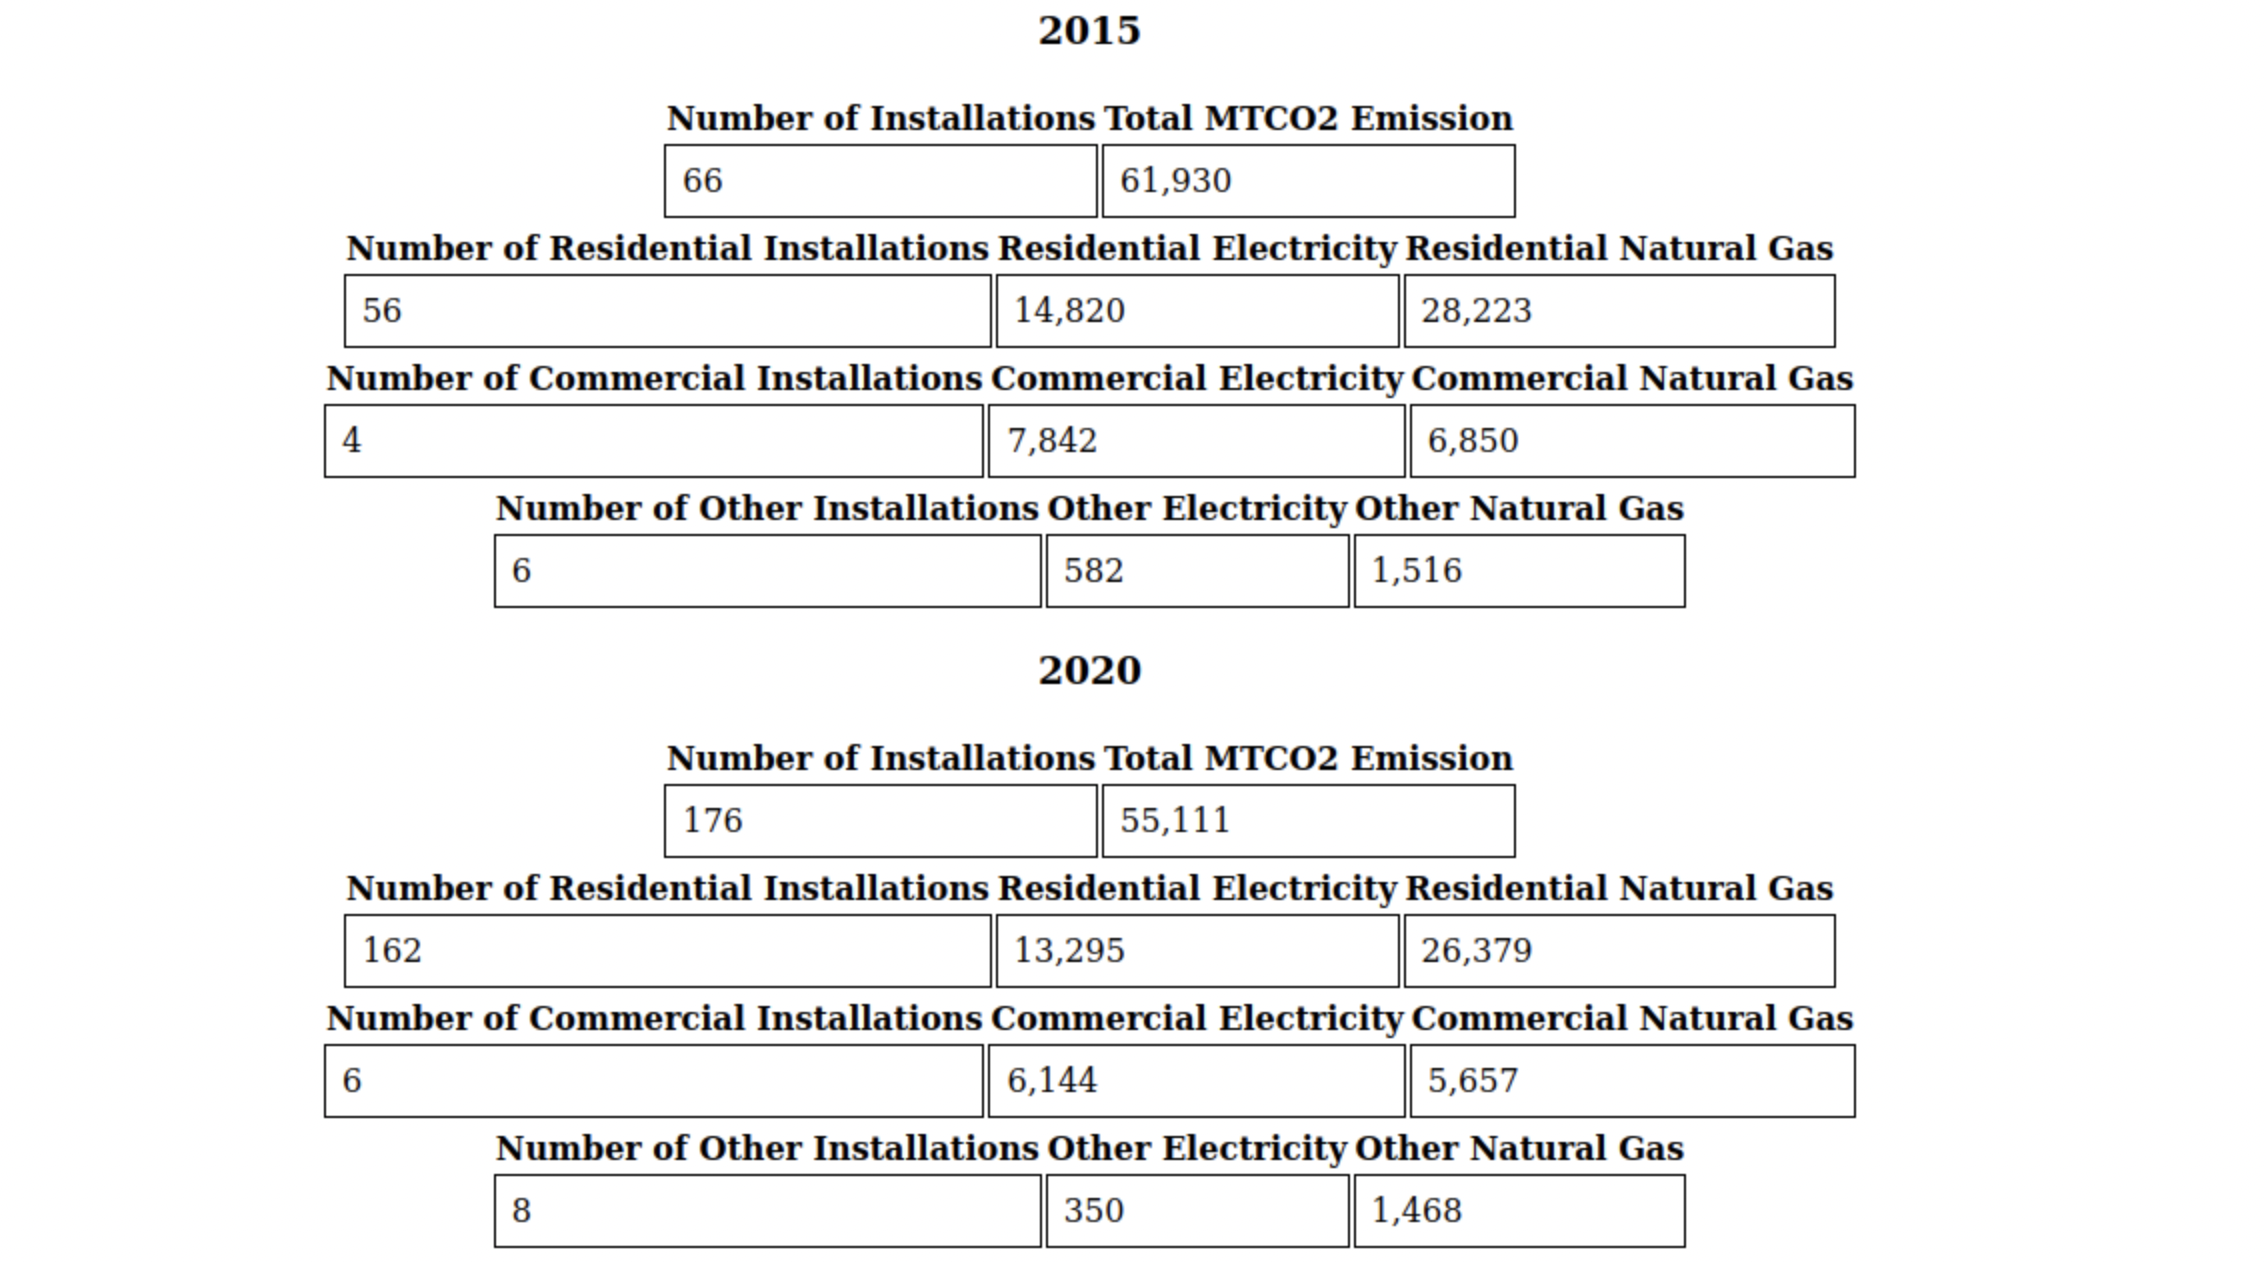 2015
Number of Installations Total MTCO2 Emission
66 61,930
Number of Residential Installations Residential Electricity Residential Natural Gas
56 14,820 28,223
Number of Commercial Installations Commercial Electricity Commercial Natural Gas
4 7,842 6,850
Number of Other Installations Other Electricity Other Natural Gas
6 582 1,516
2020
Number of Installations Total MTCO2 Emission
176 55,111
Number of Residential Installations Residential Electricity Residential Natural Gas
162 13,295 26,379
Number of Commercial Installations Commercial Electricity Commercial Natural Gas
6 6,144 5,657
Number of Other Installations Other Electricity Other Natural Gas
8 350 1,468